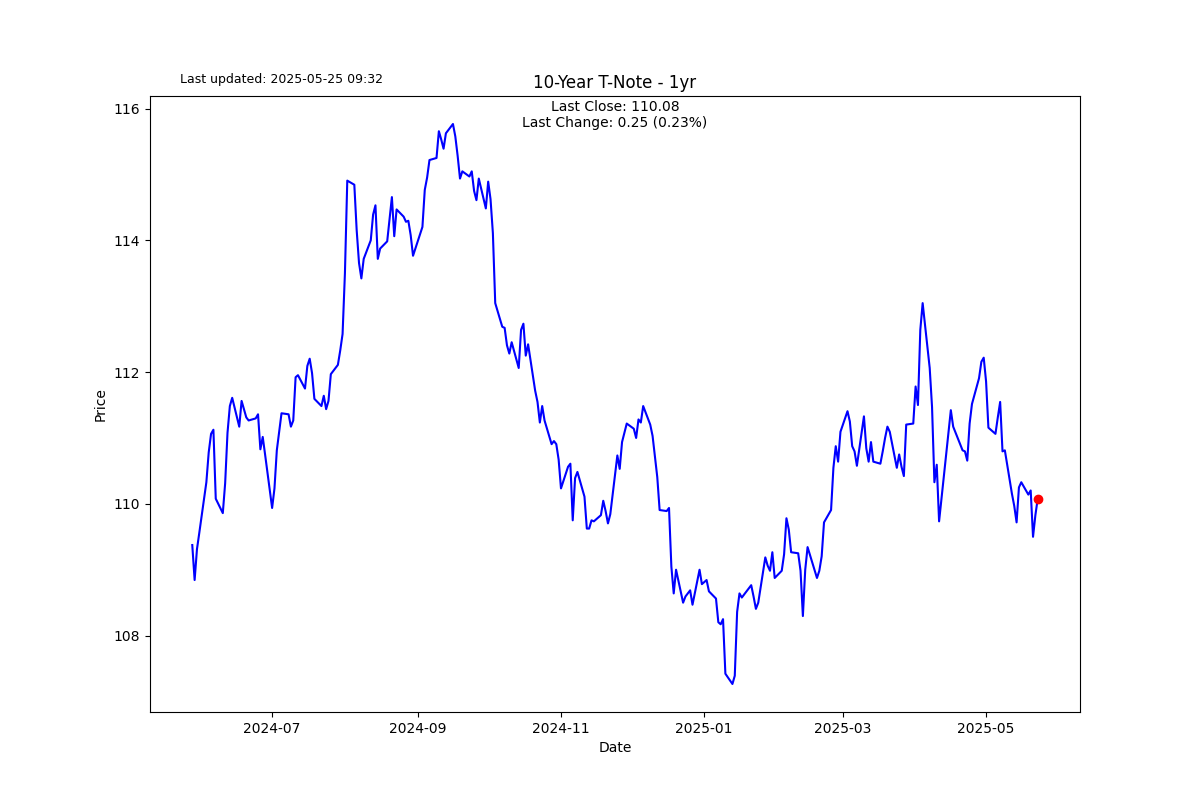 Last updated: 2025-05-25 09:32
10-Year T-Note - 1yr
Last Close: 110.08
Last Change: 0.25 (0.23%)
Price
116
114
112
110
108
2024-07
2024-09
2024-11
2025-01
2025-03
2025-05
Date